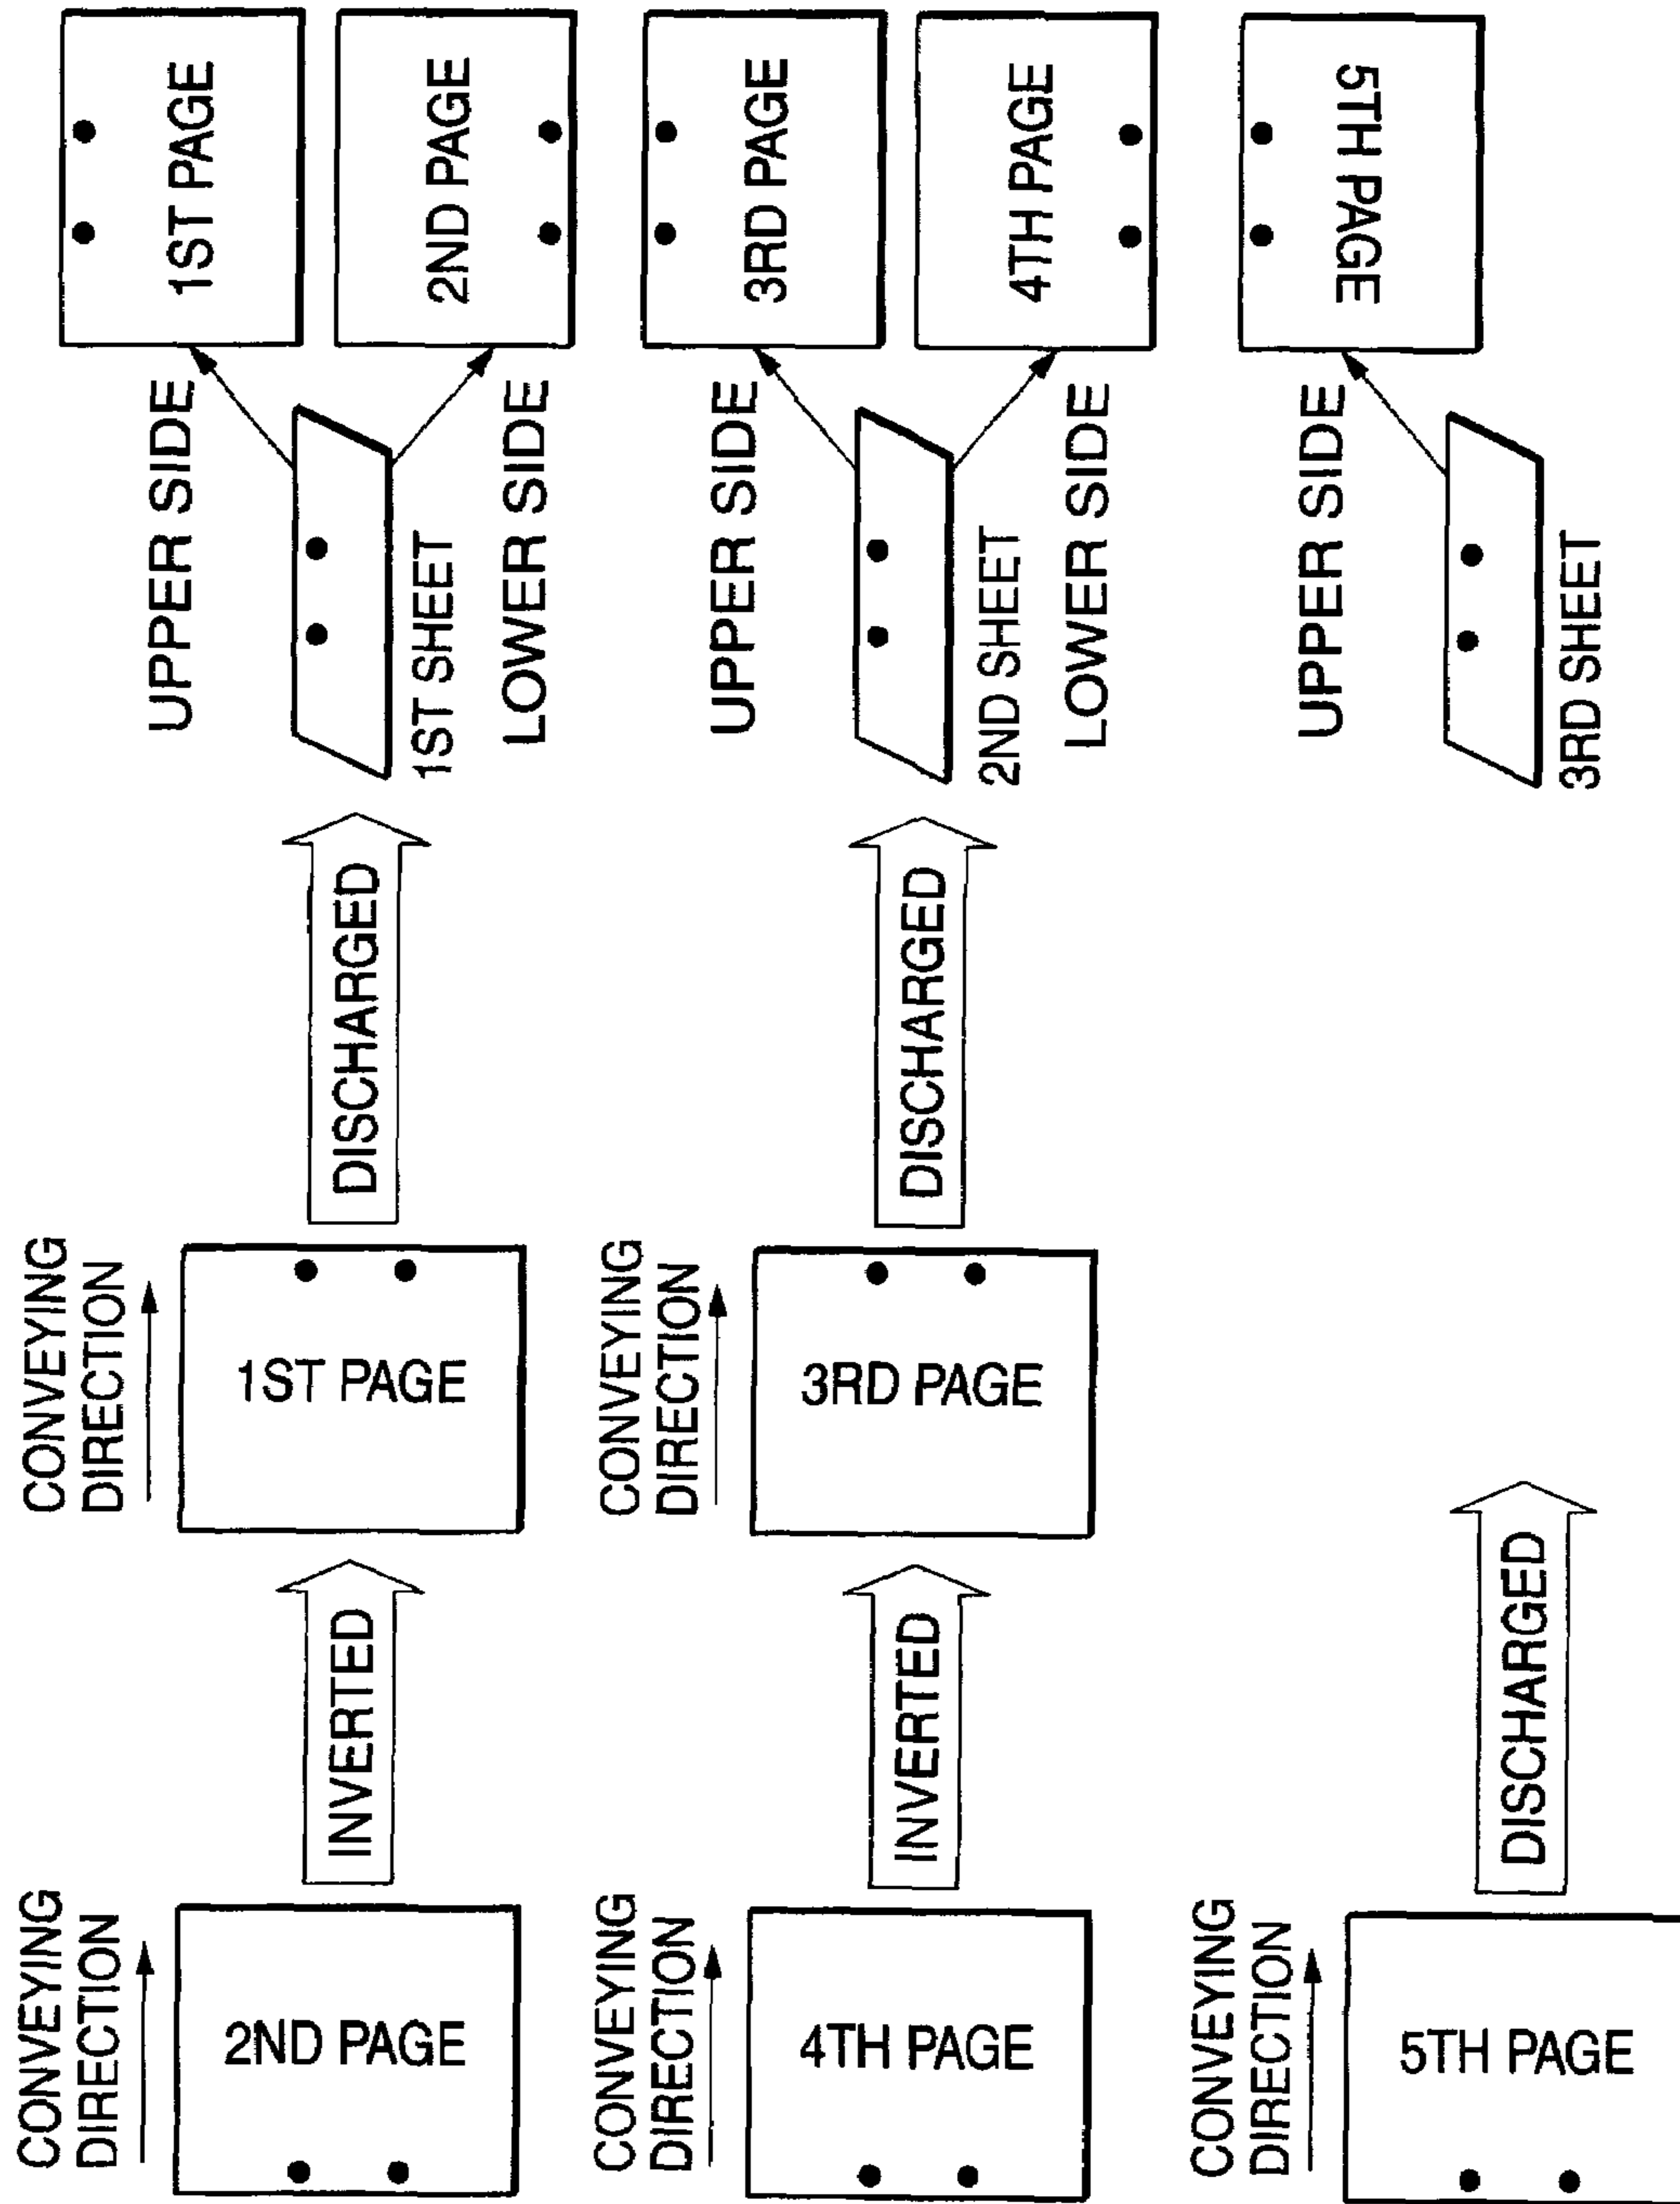 CONVEYING
DIRECTION
2ND PAGE
INVERTED
CONVEYING
DIRECTION
1ST PAGE
DISCHARGED
UPPER SIDE
1ST SHEET
LOWER SIDE
1ST PAGE
2ND PAGE
CONVEYING
DIRECTION
4TH PAGE
INVERTED
CONVEYING
DIRECTION
3RD PAGE
DISCHARGED
UPPER SIDE
2ND SHEET
LOWER SIDE
3RD PAGE
4TH PAGE
CONVEYING
DIRECTION
5TH PAGE
DISCHARGED
UPPER SIDE
3RD SHEET
5TH PAGE